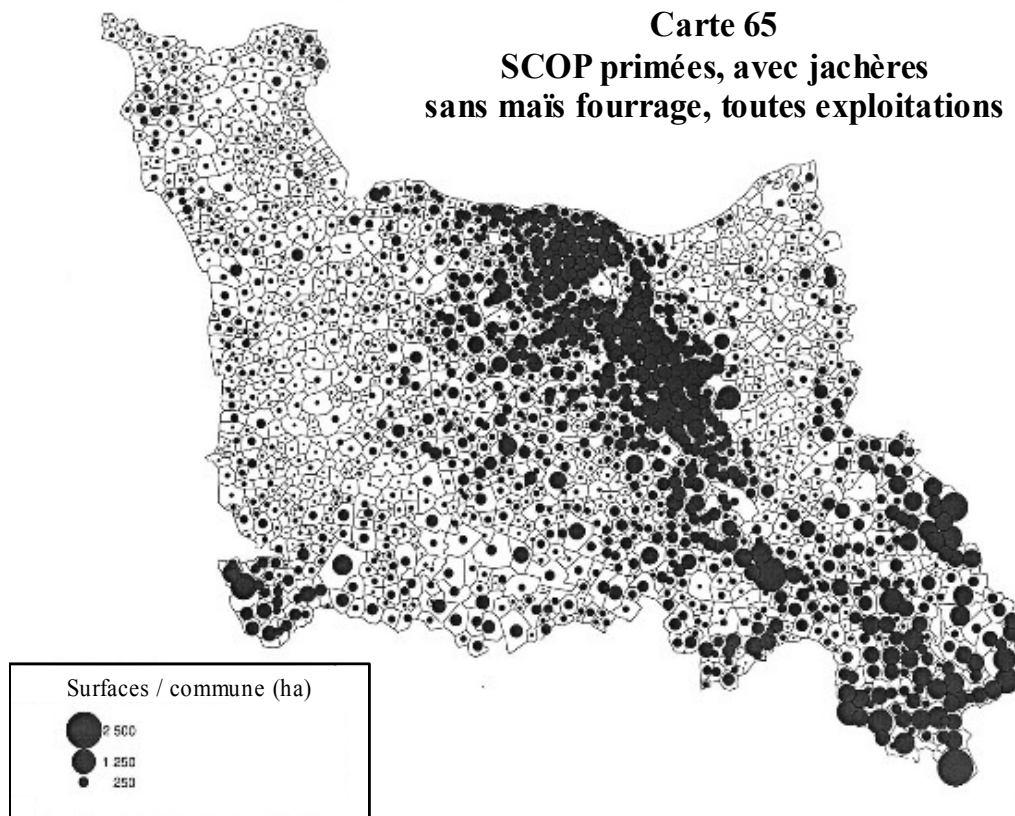 Carte 65
SCOP primées, avec jachères
sans maïs fourrage, toutes exploitations
Surfaces / commune (ha)
2 500
1 250
250